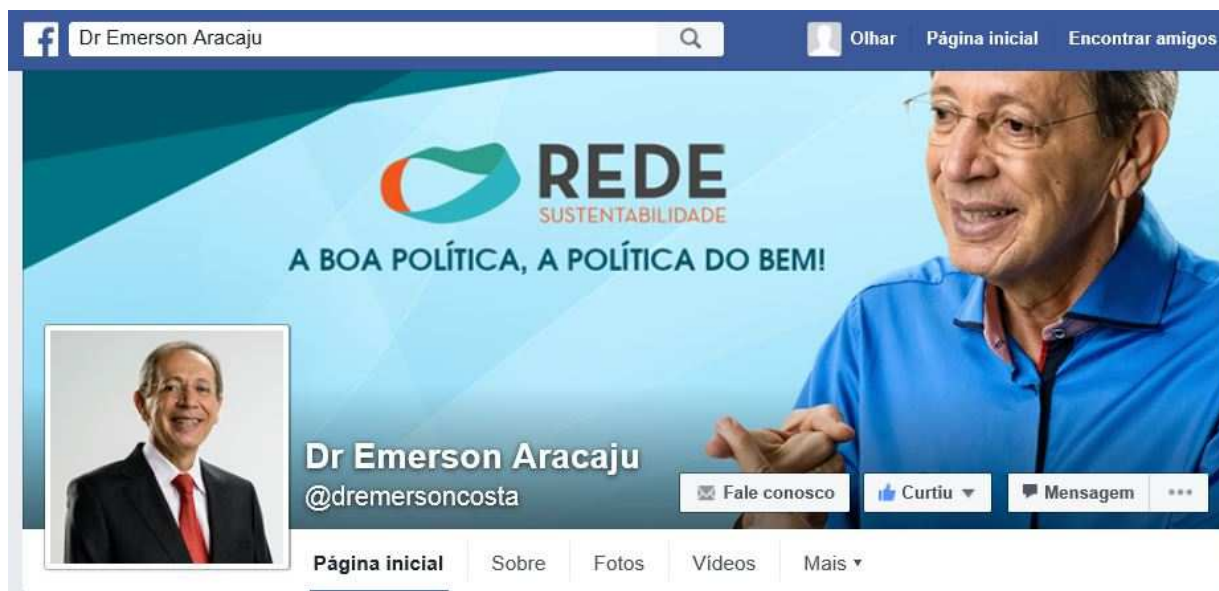 f Dr Emerson Aracaju Olhar Página inicial Encontrar amigos
REDE
SUSTENTABILIDADE
A BOA POLÍTICA, A POLÍTICA DO BEM!
Dr Emerson Aracaju
@dremersoncosta
Fale conosco Curtiu Mensagem
Página inicial Sobre Fotos Vídeos Mais